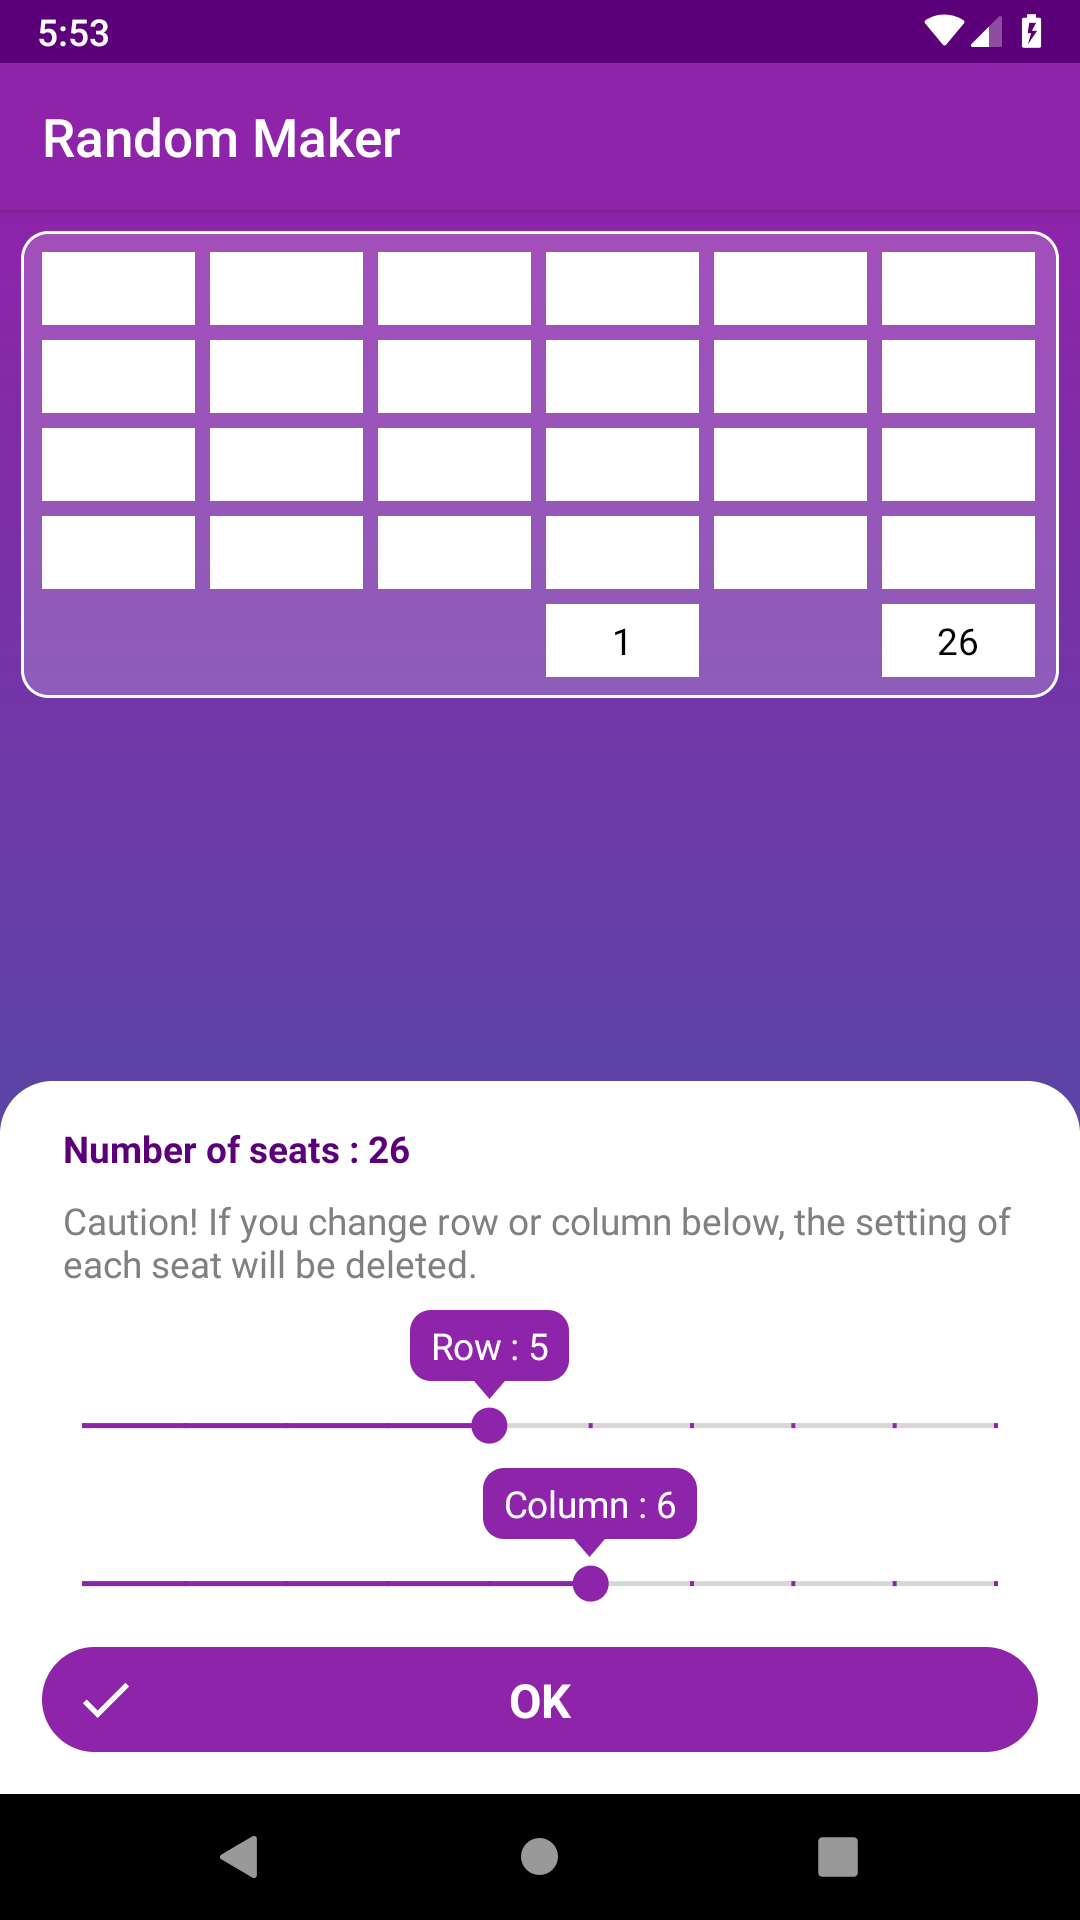 5:53
Random Maker
1
26
Number of seats : 26
Caution! If you change row or column below, the setting of
each seat will be deleted.
Row : 5
Column : 6
OK